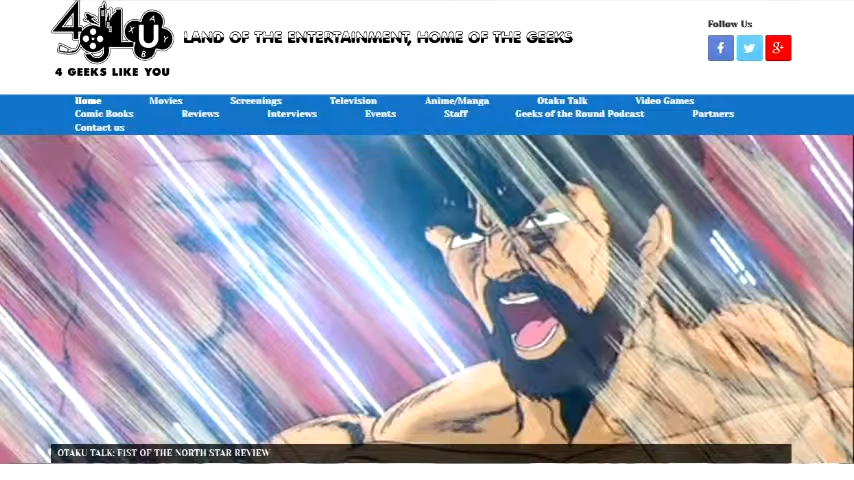 4GLU
X A Y B
4 GEEKS LIKE YOU
LAND OF THE ENTERTAINMENT, HOME OF THE GEEKS
Follow Us
f
g+
Home Movies Screenings Television Anime/Manga Otaku Talk Video Games
Comic Books Reviews Interviews Events Staff Geeks of the Round Podcast Partners
Contact us
OTAKU TALK: FIST OF THE NORTH STAR REVIEW